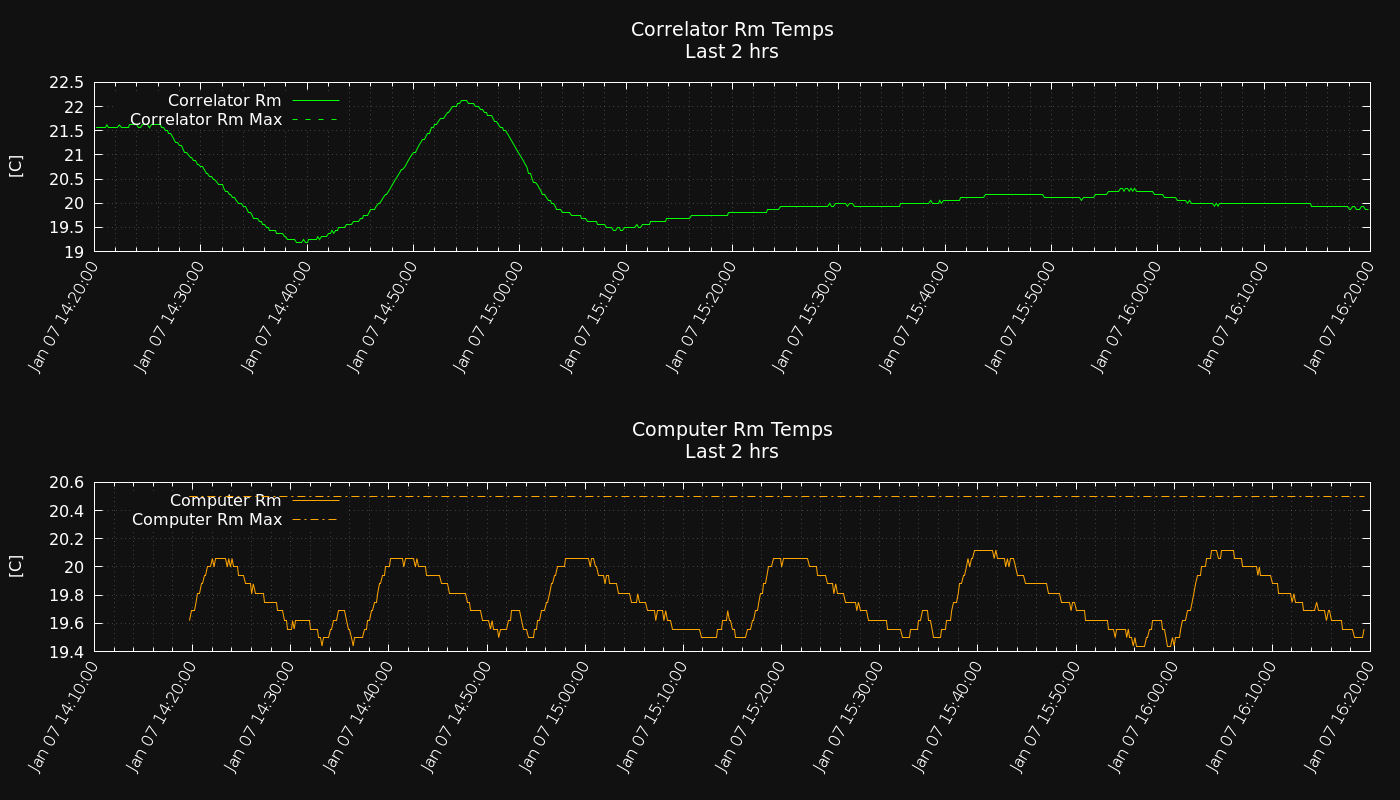 Correlator Rm Temps
Last 2 hrs
22.5
22
21.5
21
20.5
20
19.5
19
[C]
Correlator Rm
Correlator Rm Max
Jan 07 14:20:00
Jan 07 14:30:00
Jan 07 14:40:00
Jan 07 14:50:00
Jan 07 15:00:00
Jan 07 15:10:00
Jan 07 15:20:00
Jan 07 15:30:00
Jan 07 15:40:00
Jan 07 15:50:00
Jan 07 16:00:00
Jan 07 16:10:00
Jan 07 16:20:00
Computer Rm Temps
Last 2 hrs
20.6
20.4
20.2
20
19.8
19.6
19.4
[C]
Computer Rm
Computer Rm Max
Jan 07 14:10:00
Jan 07 14:20:00
Jan 07 14:30:00
Jan 07 14:40:00
Jan 07 14:50:00
Jan 07 15:00:00
Jan 07 15:10:00
Jan 07 15:20:00
Jan 07 15:30:00
Jan 07 15:40:00
Jan 07 15:50:00
Jan 07 16:00:00
Jan 07 16:10:00
Jan 07 16:20:00